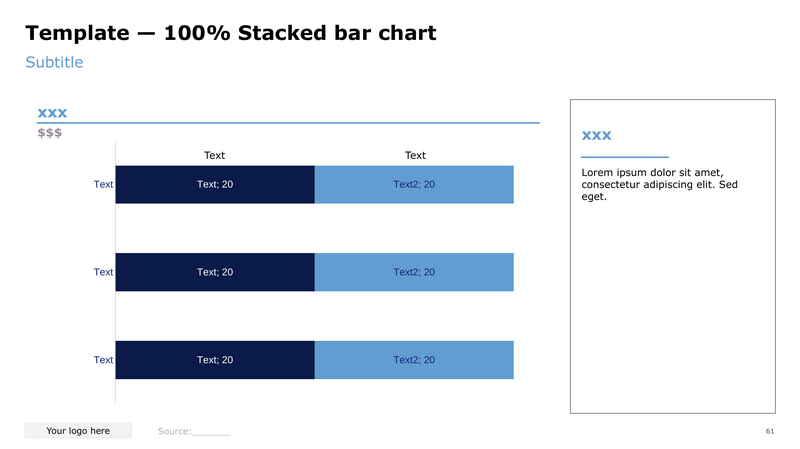 Template — 100% Stacked bar chart
Subtitle
xxx
$$$
Text Text
Text Text; 20 Text2; 20
Text Text; 20 Text2; 20
Text Text; 20 Text2; 20
xxx
Lorem ipsum dolor sit amet,
consectetur adipiscing elit. Sed
eget.
Your logo here
Source:_______
61